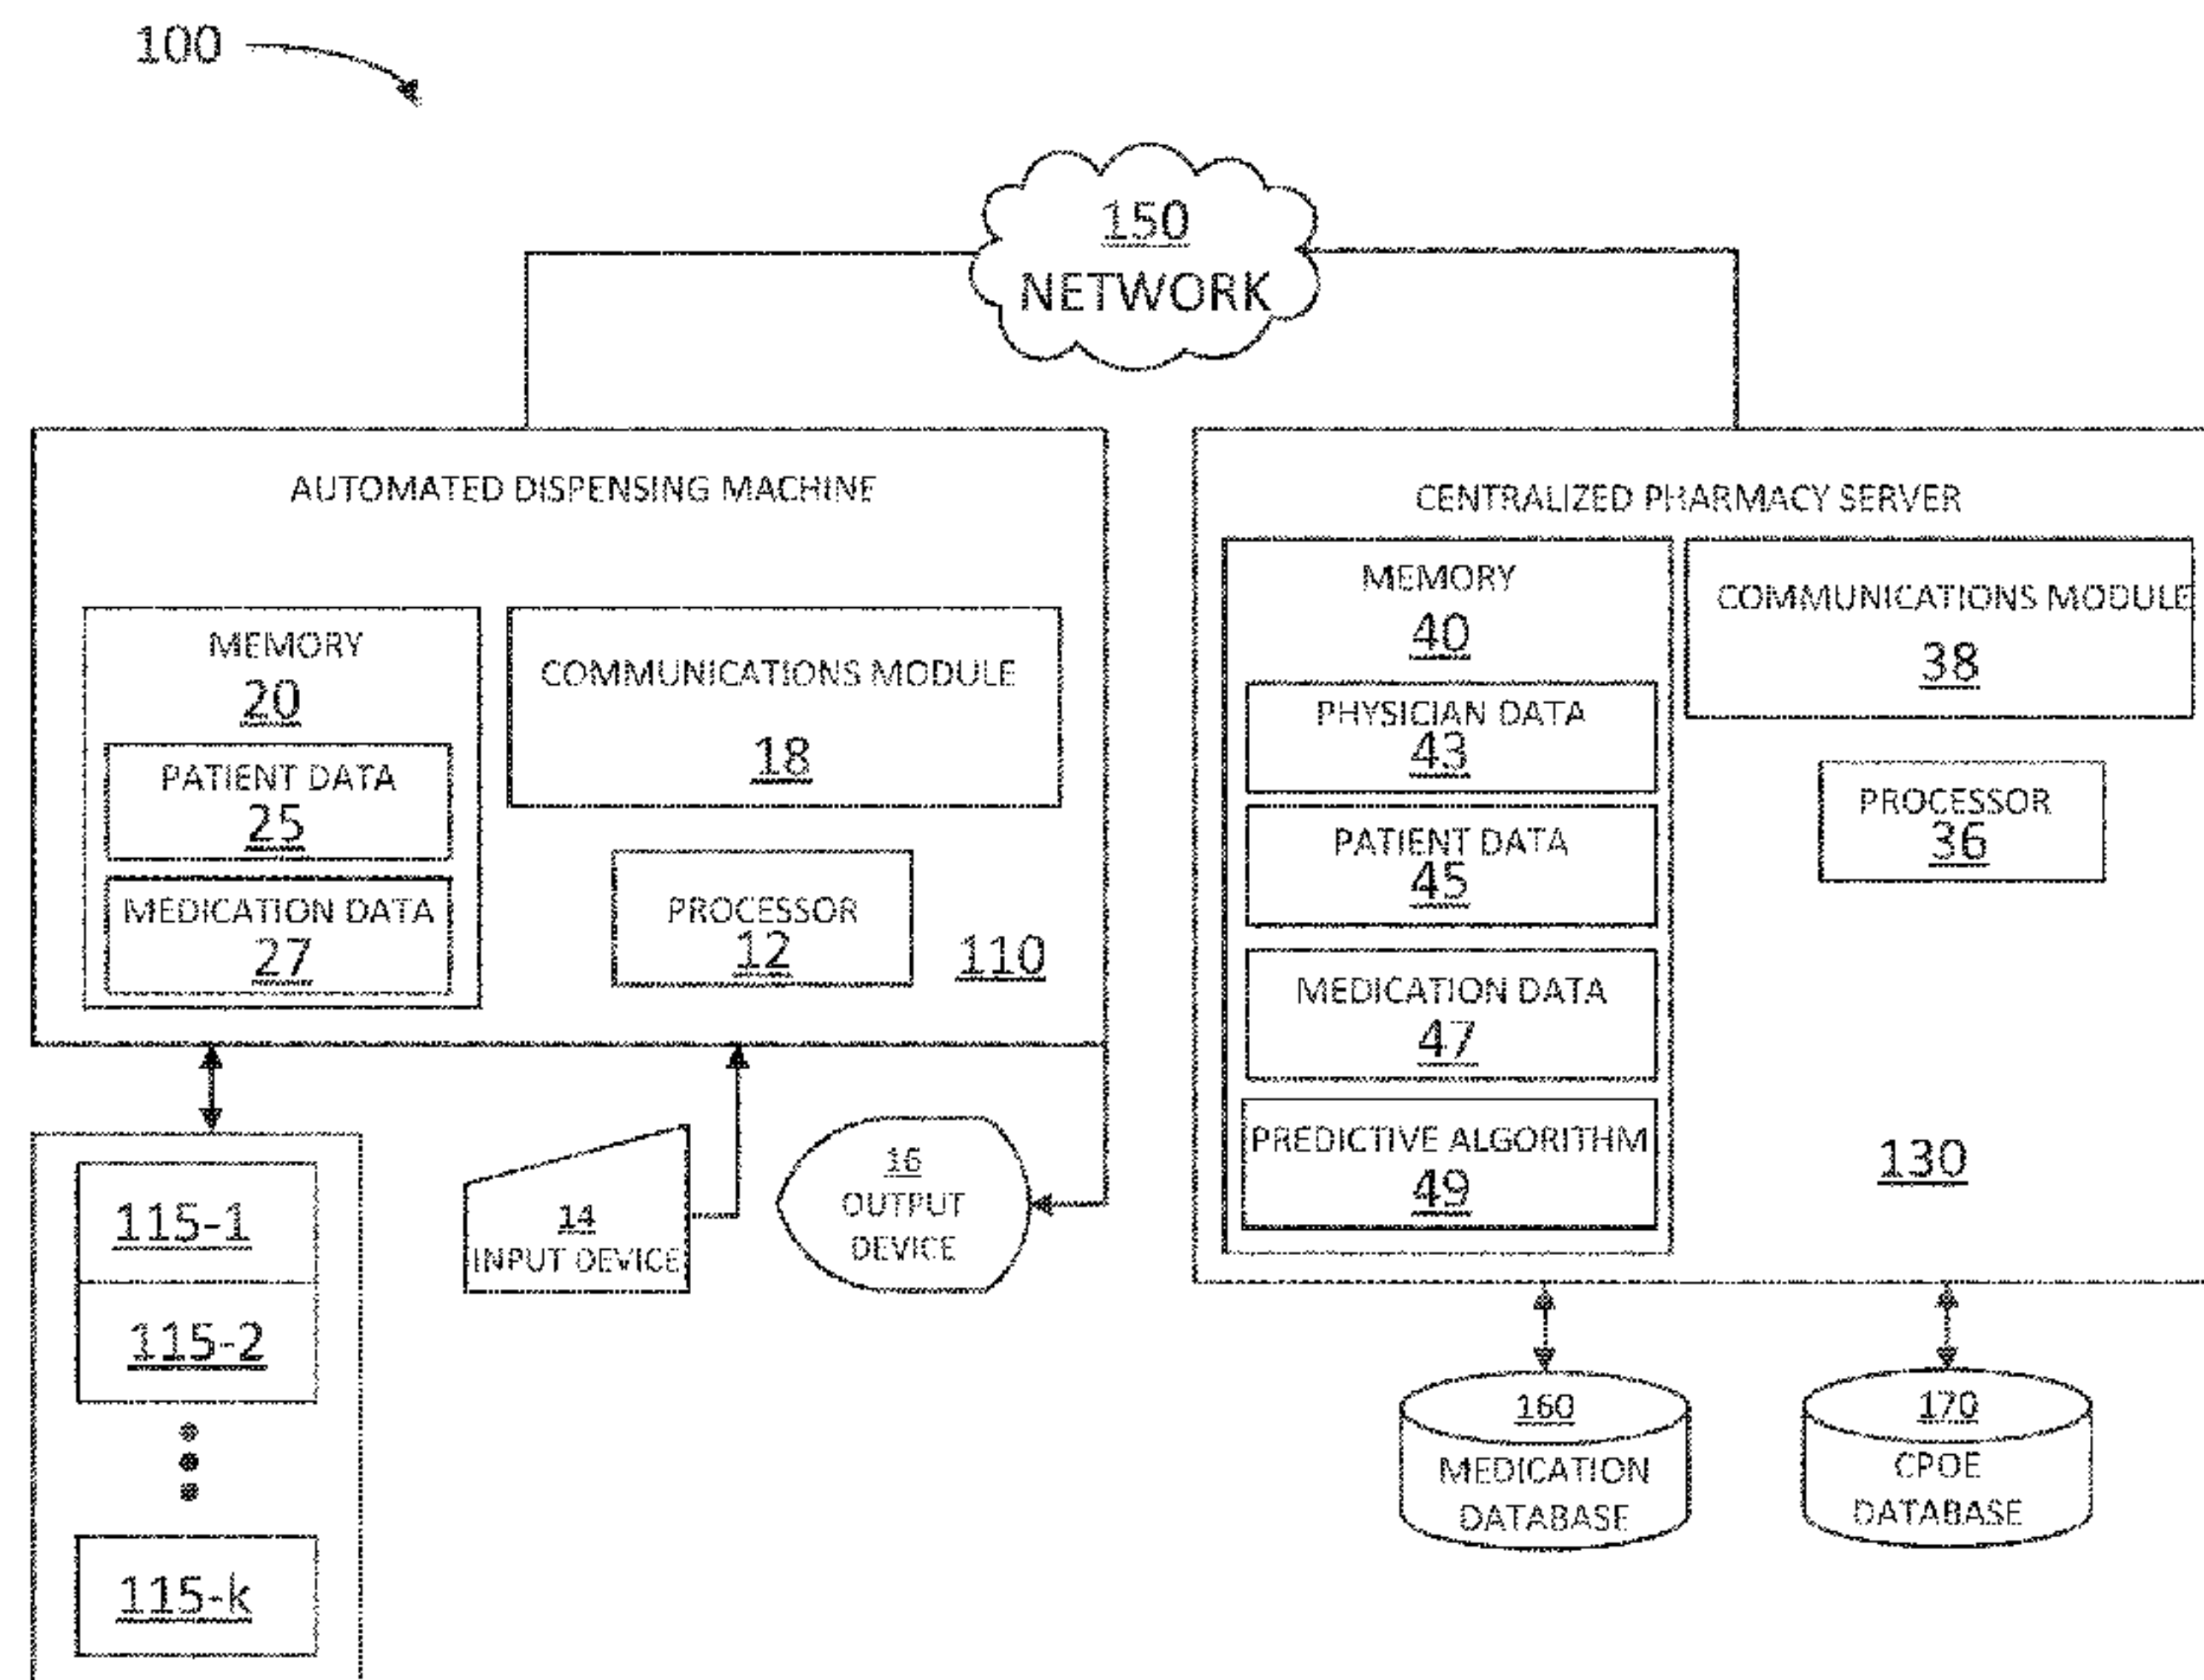 100
150
NETWORK
AUTOMATED DISPENSING MACHINE
MEMORY
20
PATIENT DATA
25
MEDICATION DATA
27
COMMUNICATIONS MODULE
18
PROCESSOR
12
110
CENTRALIZED PHARMACY SERVER
MEMORY
40
PHYSICIAN DATA
43
PATIENT DATA
45
MEDICATION DATA
47
PREDICTIVE ALGORITHM
49
COMMUNICATIONS MODULE
38
PROCESSOR
36
130
115-1
115-2
115-k
14
INPUT DEVICE
16
OUTPUT
DEVICE
160
MEDICATION
DATABASE
170
CPOE
DATABASE